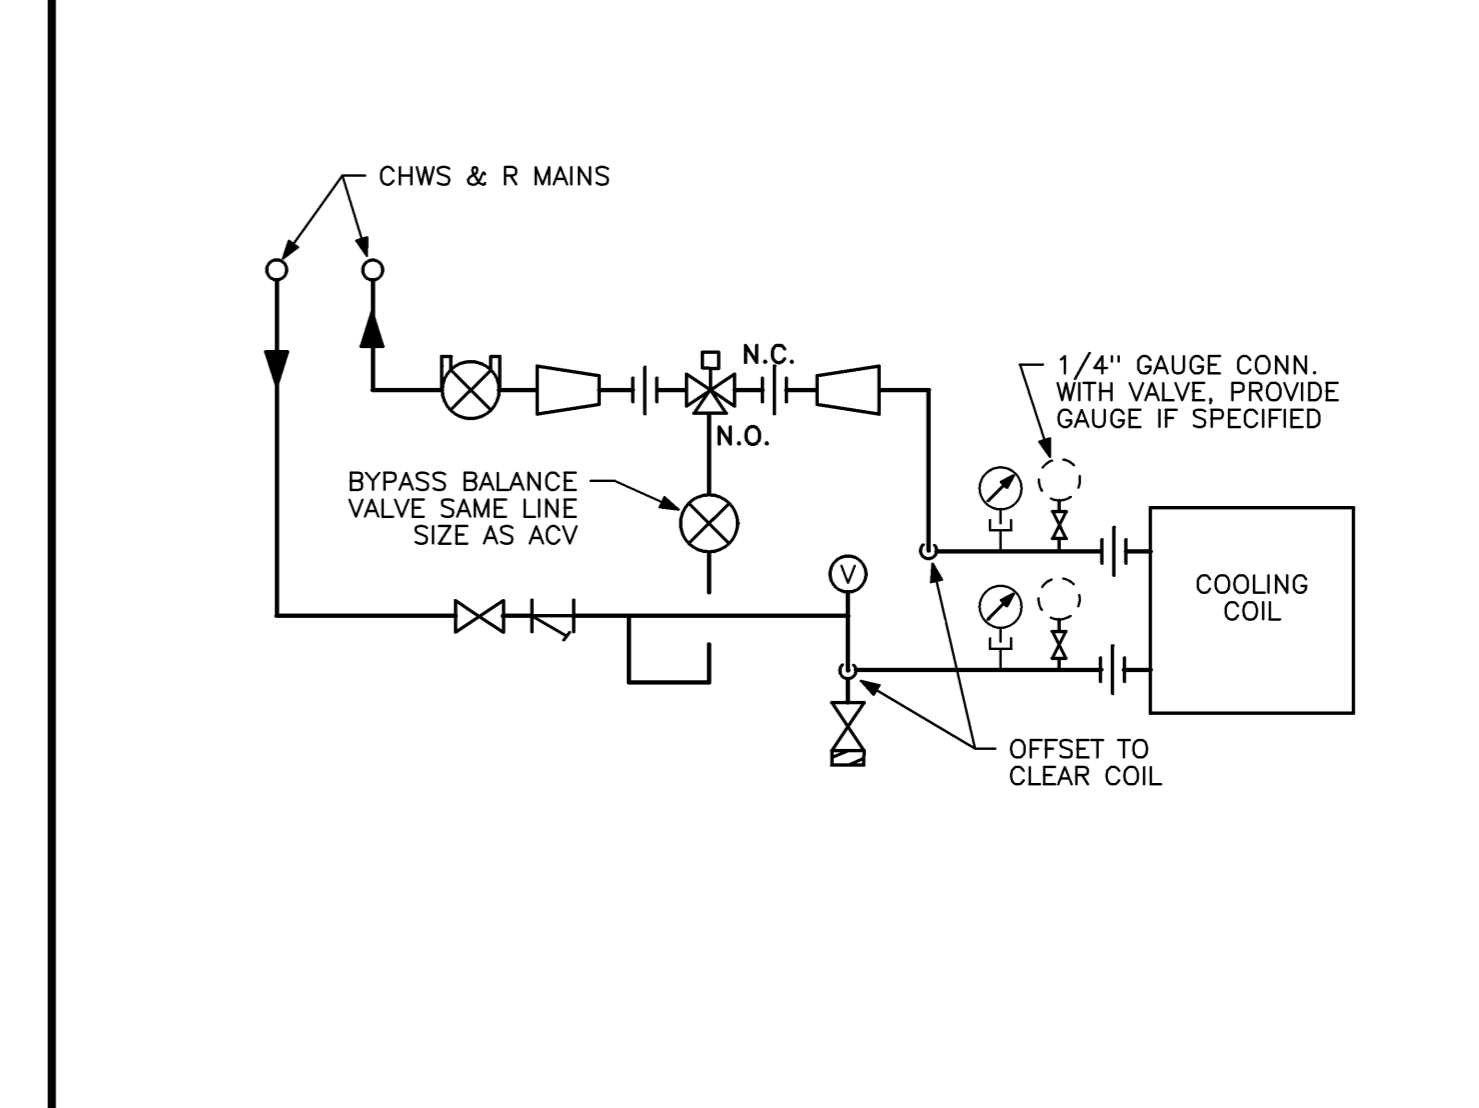 CHWS & R MAINS
N.C.
1/4" GAUGE CONN.
WITH VALVE, PROVIDE
GAUGE IF SPECIFIED
N.O.
BYPASS BALANCE
VALVE SAME LINE
SIZE AS ACV
V
COOLING
COIL
OFFSET TO
CLEAR COIL